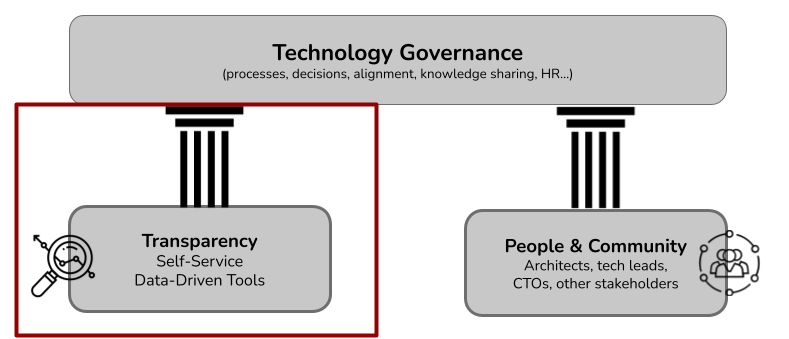 Technology Governance
(processes, decisions, alignment, knowledge sharing, HR...)
Transparency
Self-Service
Data-Driven Tools
People & Community
Architects, tech leads,
CTOs, other stakeholders